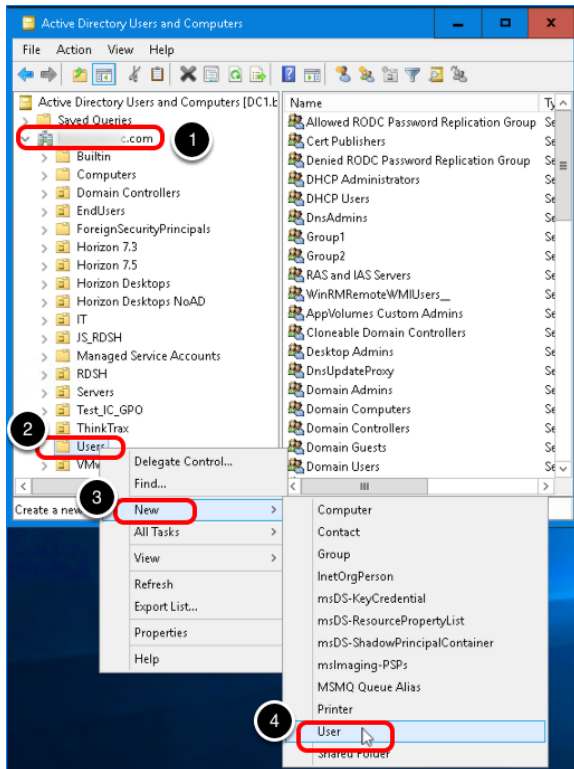 Active Directory Users and Computers
File Action View Help
Active Directory Users and Computers [DC1.
Saved Queries
.com
1
Builtin
Computers
Domain Controllers
EndUsers
ForeignSecurityPrincipals
Horizon 7.3
Horizon 7.5
Horizon Desktops
Horizon Desktops NoAD
IT
JS_RDSH
Managed Service Accounts
RDSH
Servers
Test_IC_GPO
ThinkTrax
2
Users
Name
Allowed RODC Password Replication Group
Cert Publishers
Denied RODC Password Replication Group
DHCP Administrators
DHCP Users
DnsAdmins
Group1
Group2
RAS and IAS Servers
WinRMRemoteWMIUsers__
AppVolumes Custom Admins
Cloneable Domain Controllers
Desktop Admins
DnsUpdateProxy
Domain Admins
Domain Computers
Domain Controllers
Domain Guests
Domain Users
Create a new
Delegate Control...
Find...
3
New
All Tasks
View
Refresh
Export List...
Properties
Help
Computer
Contact
Group
InetOrgPerson
msDS-KeyCredential
msDS-ResourcePropertyList
msDS-ShadowPrincipalContainer
msImaging-PSPs
MSMQ Queue Alias
Printer
4
User
Shared Folder